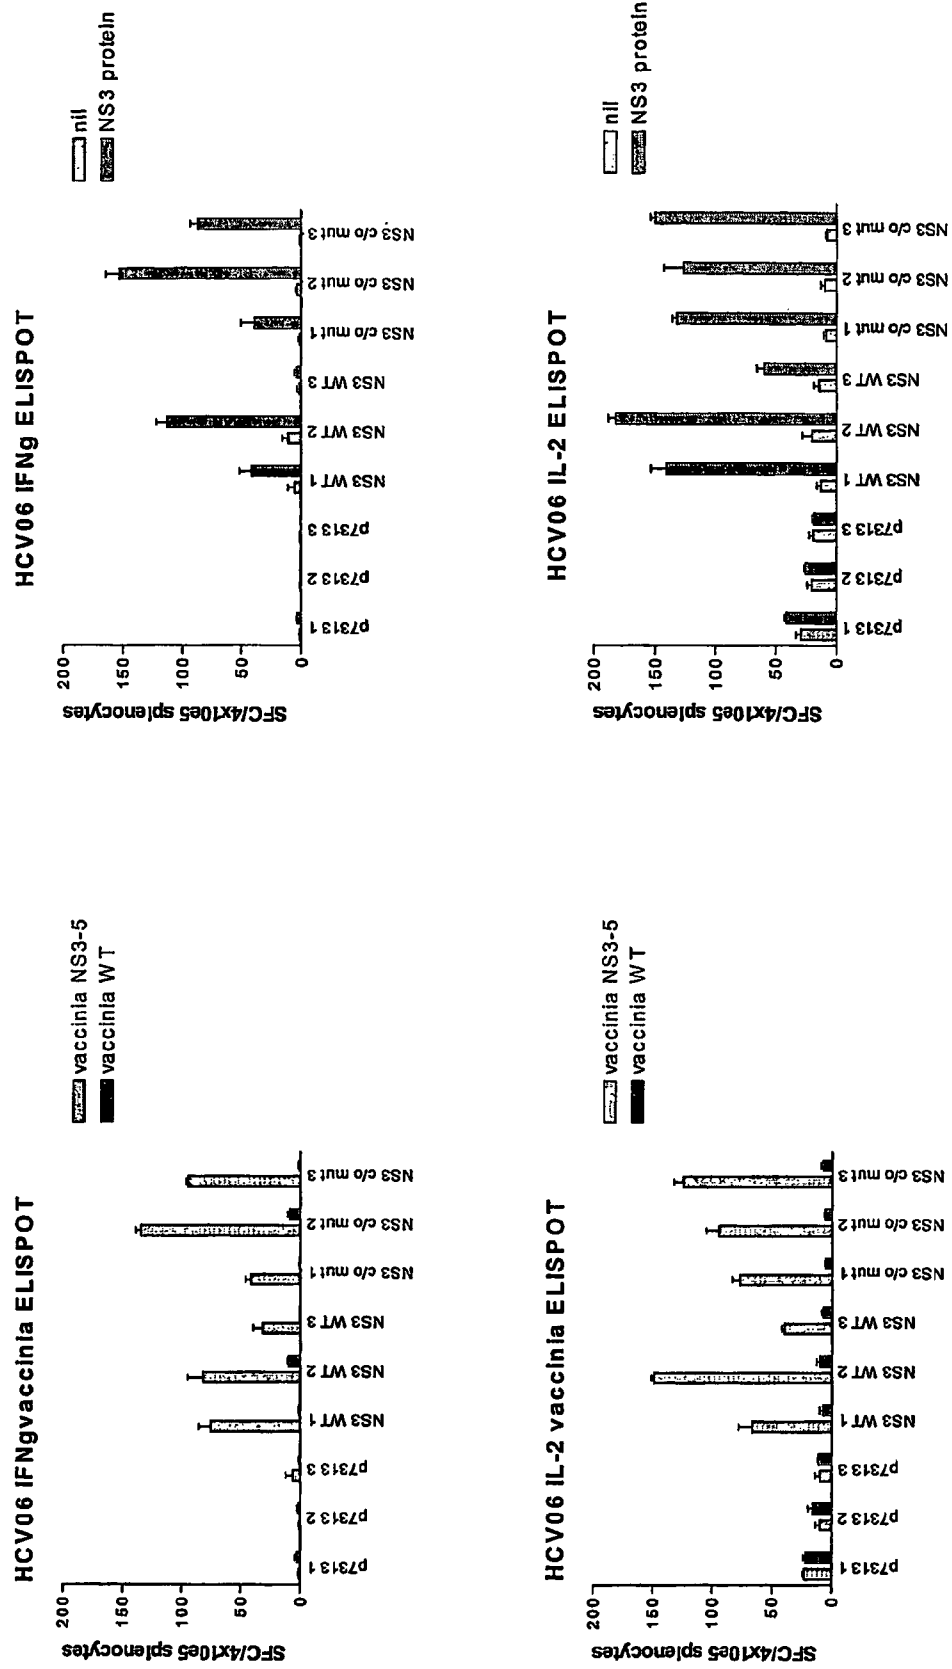 HCV06 IFNgvaccinia ELISPOT
vaccinia NS3-5
vaccinia WT
SFC/4x10e5 splenocytes
200
150
100
50
0
p7313 1
p7313 2
p7313 3
NS3 WT 1
NS3 WT 2
NS3 WT 3
NS3 c/o mut 1
NS3 c/o mut 2
NS3 c/o mut 3
HCV06 IFNg ELISPOT
nil
NS3 protein
SFC/4x10e5 splenocytes
200
150
100
50
0
p7313 1
p7313 2
p7313 3
NS3 WT 1
NS3 WT 2
NS3 WT 3
NS3 c/o mut 1
NS3 c/o mut 2
NS3 c/o mut 3
HCV06 IL-2 vaccinia ELISPOT
vaccinia NS3-5
vaccinia WT
SFC/4x10e5 splenocytes
200
150
100
50
0
p7313 1
p7313 2
p7313 3
NS3 WT 1
NS3 WT 2
NS3 WT 3
NS3 c/o mut 1
NS3 c/o mut 2
NS3 c/o mut 3
HCV06 IL-2 ELISPOT
nil
NS3 protein
SFC/4x10e5 splenocytes
200
150
100
50
0
p7313 1
p7313 2
p7313 3
NS3 WT 1
NS3 WT 2
NS3 WT 3
NS3 c/o mut 1
NS3 c/o mut 2
NS3 c/o mut 3